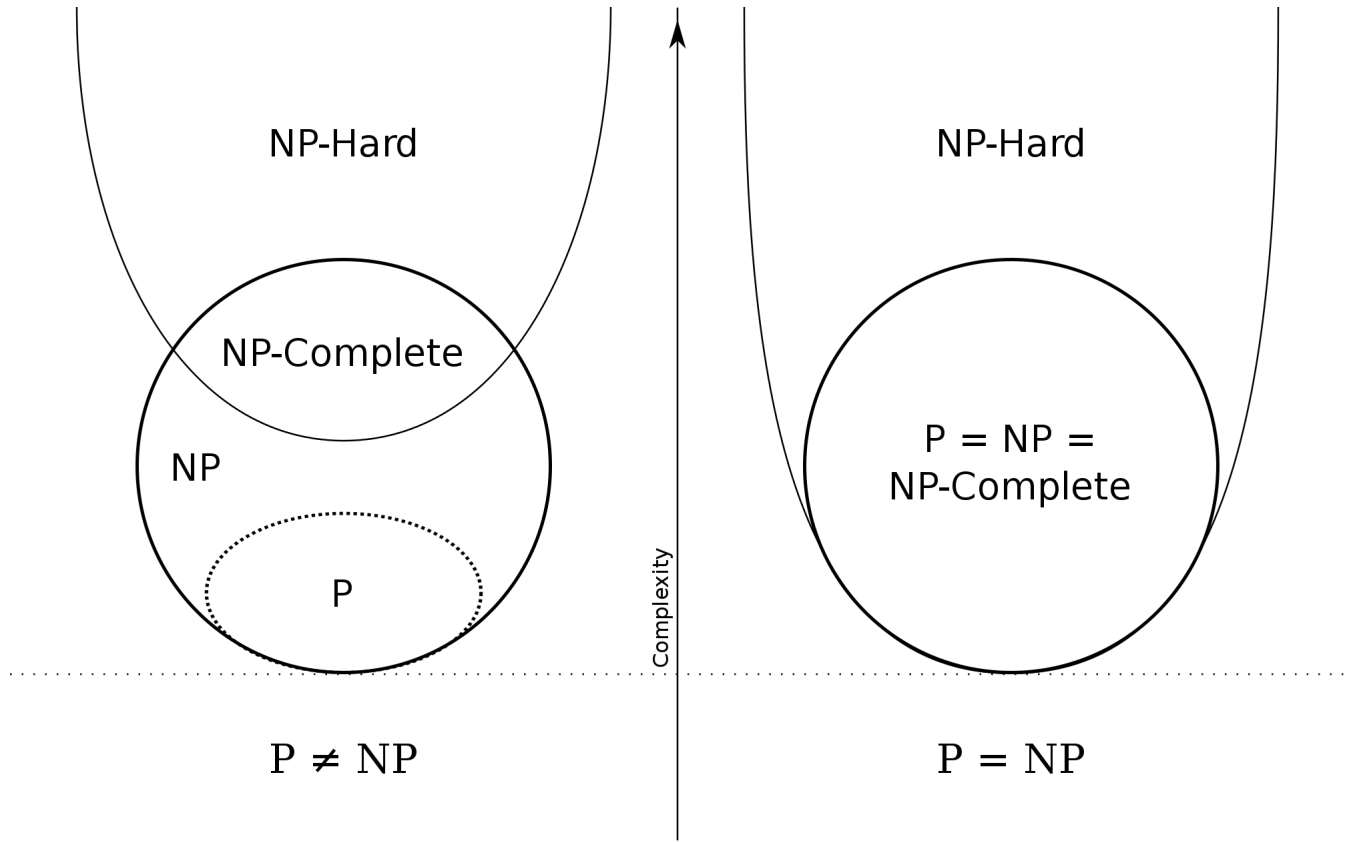 NP-Hard
NP-Complete
NP
P
P ≠ NP
Complexity
NP-Hard
P = NP =
NP-Complete
P = NP